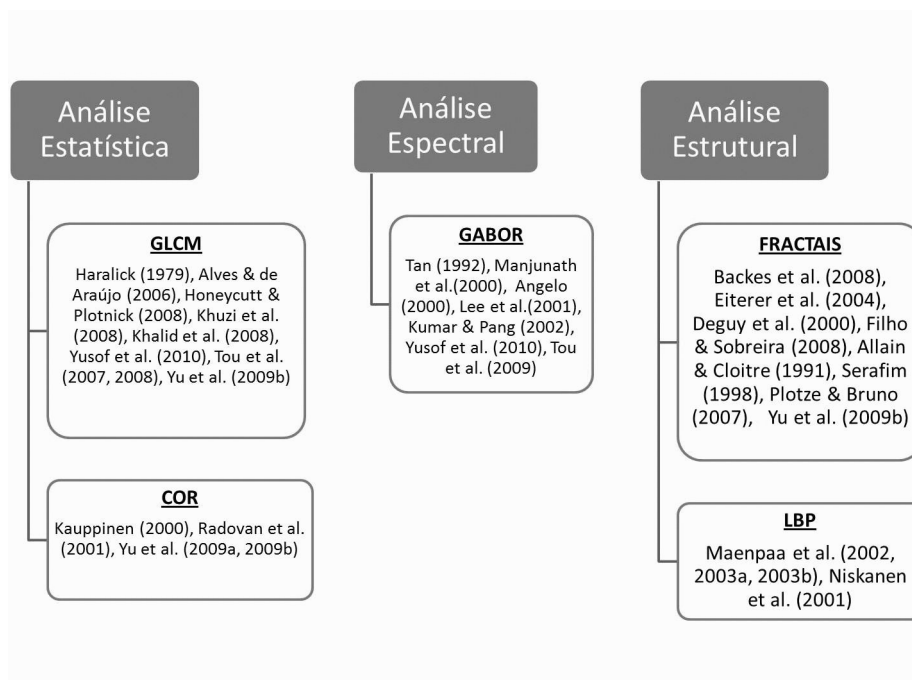 Análise
Estatística
GLCM
Haralick (1979), Alves & de
Araújo (2006), Honeycutt &
Plotnick (2008), Khuzi et al.
(2008), Khalid et al. (2008),
Yusof et al. (2010), Tou et al.
(2007, 2008), Yu et al. (2009b)
COR
Kauppinen (2000), Radovan et al.
(2001), Yu et al. (2009a, 2009b)
Análise
Espectral
GABOR
Tan (1992), Manjunath
et al.(2000), Angelo
(2000), Lee et al.(2001),
Kumar & Pang (2002),
Yusof et al. (2010), Tou
et al. (2009)
Análise
Estrutural
FRACTAIS
Backes et al. (2008),
Eiterer et al. (2004),
Deguy et al. (2000), Filho
& Sobreira (2008), Allain
& Cloitre (1991), Serafim
(1998), Plotze & Bruno
(2007), Yu et al. (2009b)
LBP
Maenpaa et al. (2002,
2003a, 2003b), Niskanen
et al. (2001)